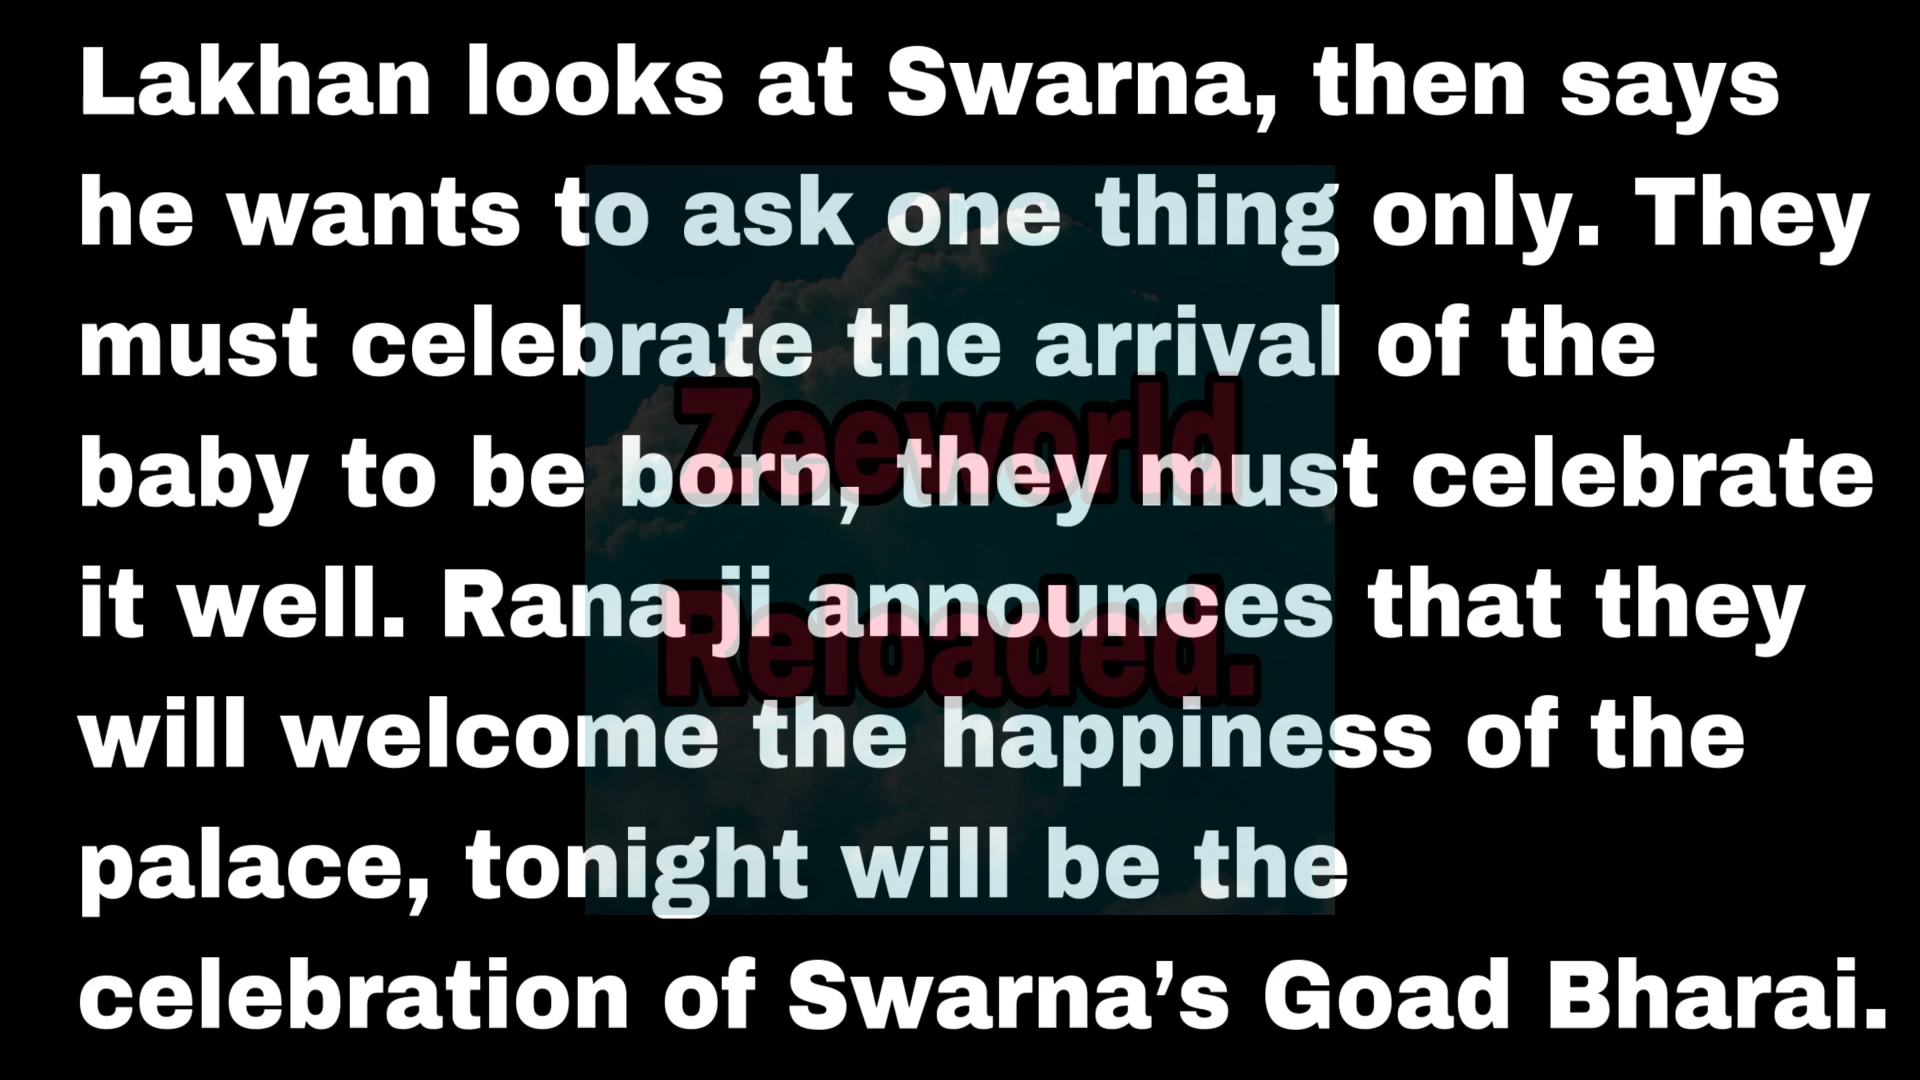 Lakhan looks at Swarna, then says
he wants to ask one thing only. They
must celebrate the arrival of the
baby to be born, they must celebrate
it well. Rana ji announces that they
will welcome the happiness of the
palace, tonight will be the
celebration of Swarna’s Goad Bharai.
Zeeworld
Reloaded.